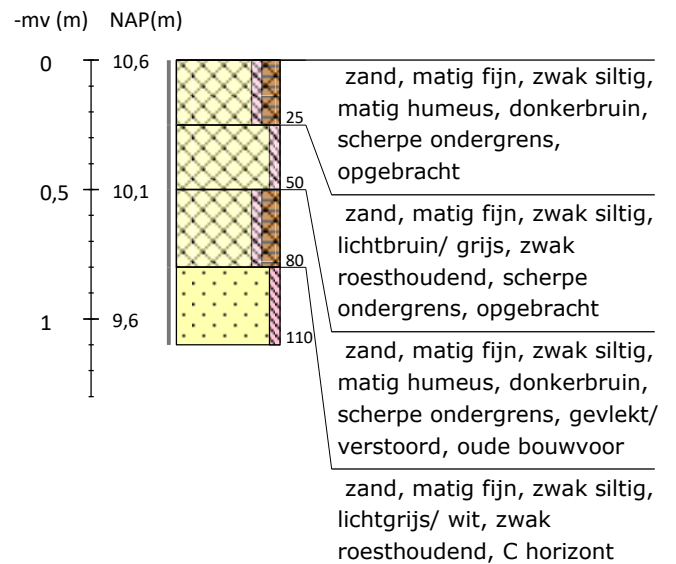 -mv (m) NAP(m)
0 10,6
zand, matig fijn, zwak siltig,
matig humeus, donkerbruin,
scherpe ondergrens,
opgebracht
25
zand, matig fijn, zwak siltig,
lichtbruin/ grijs, zwak
roesthoudend, scherpe
ondergrens, opgebracht
50
0,5 10,1
zand, matig fijn, zwak siltig,
matig humeus, donkerbruin,
scherpe ondergrens, gevlekt/
verstoord, oude bouwvoor
80
zand, matig fijn, zwak siltig,
lichtgrijs/ wit, zwak
roesthoudend, C horizont
1 9,6
110